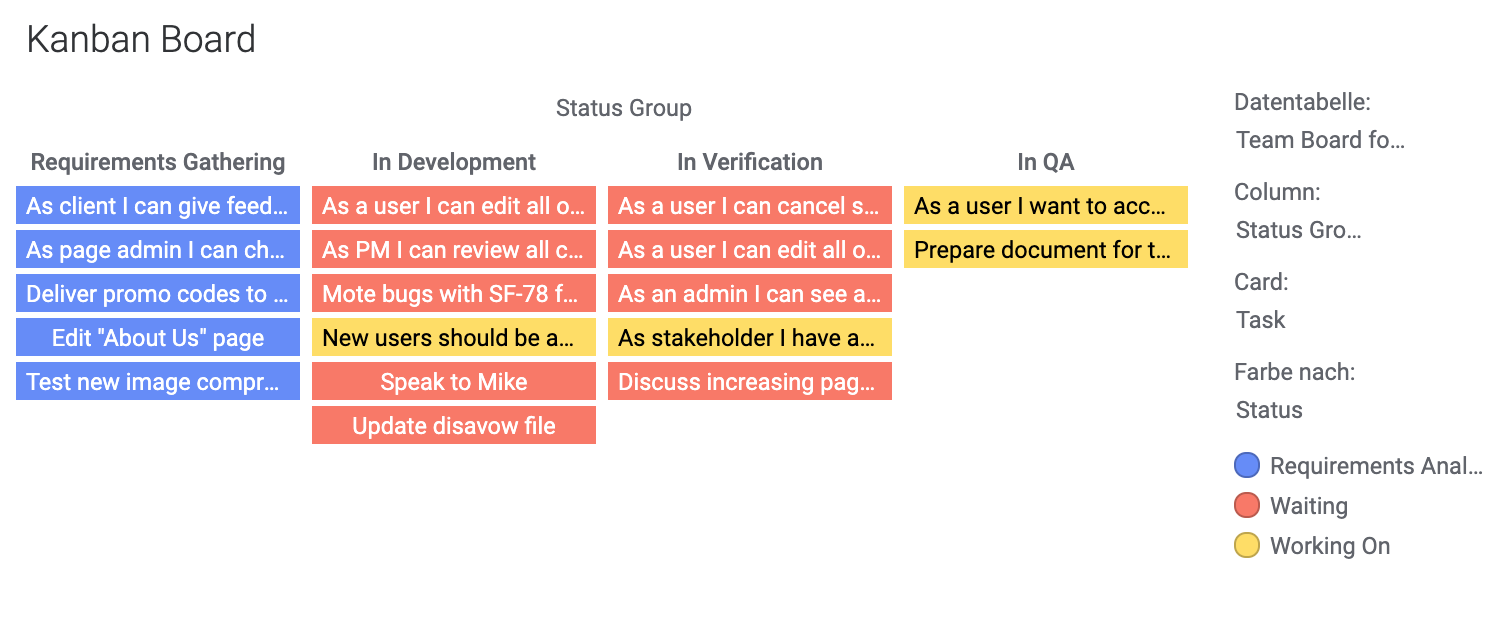 Kanban Board
Status Group
Requirements Gathering
As client I can give feed...
As page admin I can ch...
Deliver promo codes to ...
Edit "About Us" page
Test new image compr...
In Development
As a user I can edit all o...
As PM I can review all c...
Mote bugs with SF-78 f...
New users should be a...
Speak to Mike
Update disavow file
In Verification
As a user I can cancel s...
As a user I can edit all o...
As an admin I can see a...
As stakeholder I have a...
Discuss increasing pag...
In QA
As a user I want to acc...
Prepare document for t...
Datentabelle:
Team Board fo...
Column:
Status Gro...
Card:
Task
Farbe nach:
Status
Requirements Anal...
Waiting
Working On